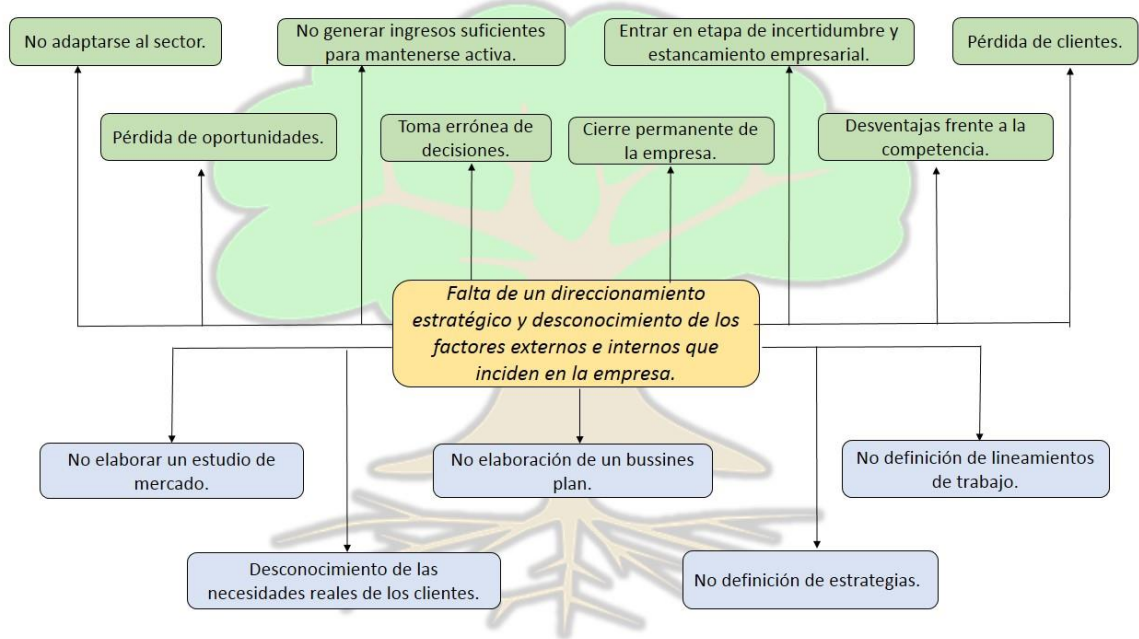 No adaptarse al sector.
No generar ingresos suficientes
para mantenerse activa.
Entrar en etapa de incertidumbre y
estancamiento empresarial.
Pérdida de clientes.
Pérdida de oportunidades.
Toma errónea de
decisiones.
Cierre permanente de
la empresa.
Desventajas frente a la
competencia.
Falta de un direccionamiento
estratégico y desconocimiento de los
factores externos e internos que
inciden en la empresa.
No elaborar un estudio de
mercado.
No elaboración de un bussines
plan.
No definición de lineamientos
de trabajo.
Desconocimiento de las
necesidades reales de los clientes.
No definición de estrategias.